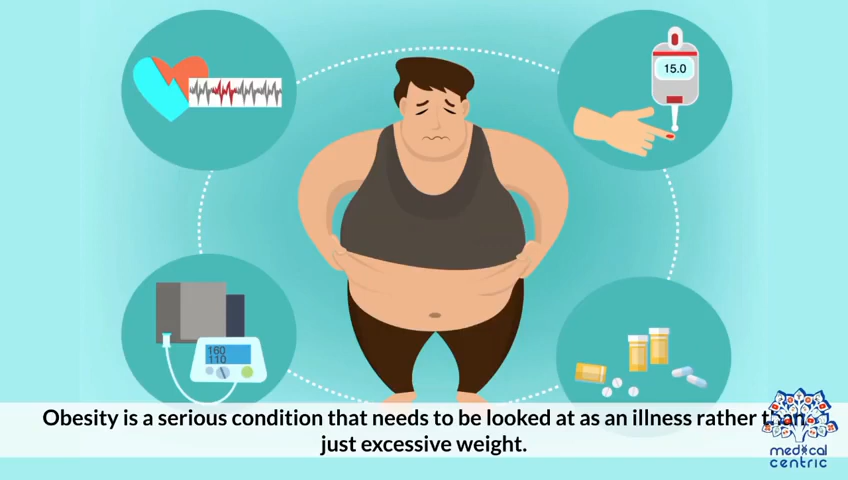 15.0
160
110
Obesity is a serious condition that needs to be looked at as an illness rather than
just excessive weight.
medical
centric